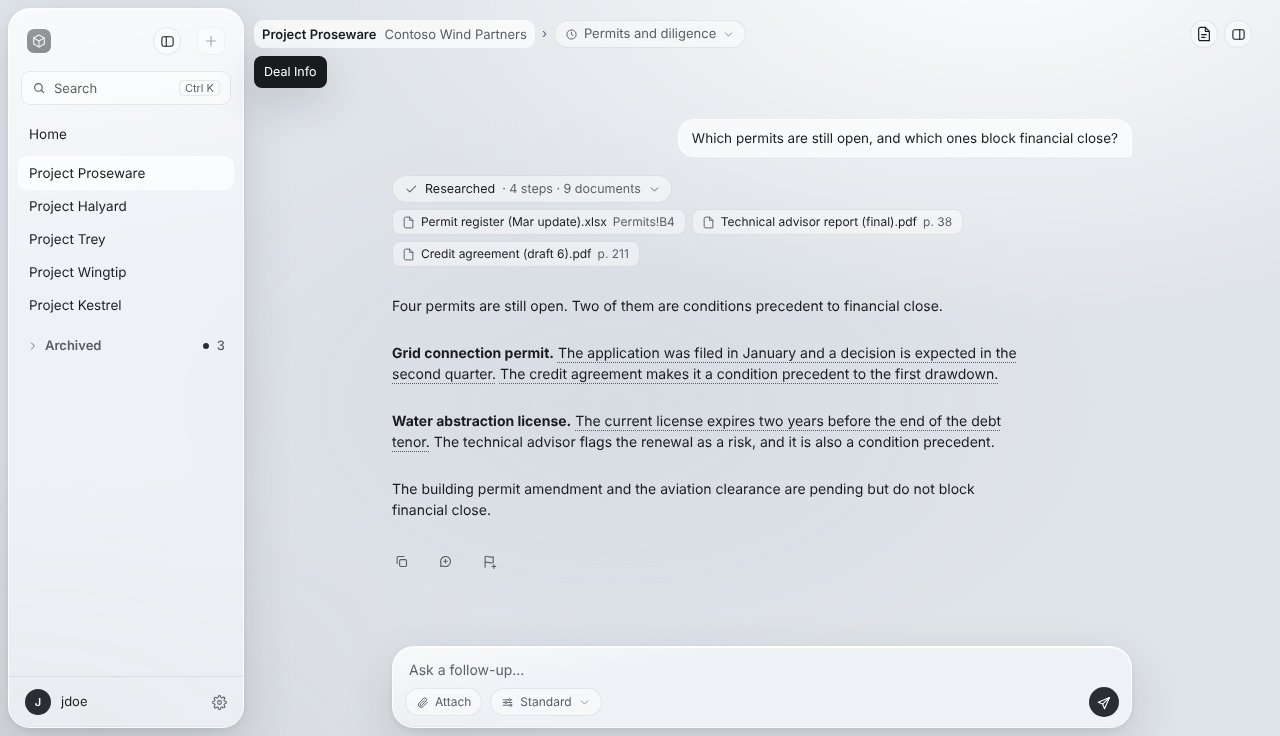 Search
Ctrl K
Home
Project Proseware
Project Halyard
Project Trey
Project Wingtip
Project Kestrel
Archived
3
J
jdoe
Project Proseware Contoso Wind Partners › Permits and diligence
Deal Info
Which permits are still open, and which ones block financial close?
Researched · 4 steps · 9 documents
Permit register (Mar update).xlsx Permits!B4
Technical advisor report (final).pdf p. 38
Credit agreement (draft 6).pdf p. 211
Four permits are still open. Two of them are conditions precedent to financial close.
Grid connection permit. The application was filed in January and a decision is expected in the
second quarter. The credit agreement makes it a condition precedent to the first drawdown.
Water abstraction license. The current license expires two years before the end of the debt
tenor. The technical advisor flags the renewal as a risk, and it is also a condition precedent.
The building permit amendment and the aviation clearance are pending but do not block
financial close.
Ask a follow-up...
Attach
Standard